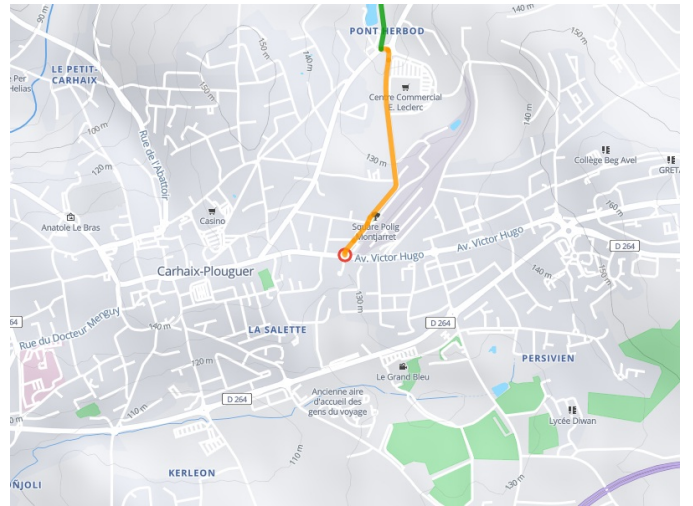 140 m
90 m
PONT HERBOD
150 m
140 m
LE PETIT-
CARHAIX
Per
Helias
150 m
Centre Commercial
E. Leclerc
140 m
100 m
Rue de l'Abattoir
120 m
130 m
Collège Beg Avel
GRETA
160 m
Anatole Le Bras
Casino
Square Polig
Montjarret
Av. Victor Hugo
D 264
Av. Victor Hugo
Carhaix-Plouguer
140 m
150 m
130 m
64
Rue du Docteur Menguy
140 m
LA SALETTE
D 264
120 m
PERSIVIEN
Le Grand Bleu
Ancienne aire
d'accueil des
gens du voyage
D 264
110 m
0 m
Lycée Diwan
110 m
KERLEON
130 m
ONJOLI